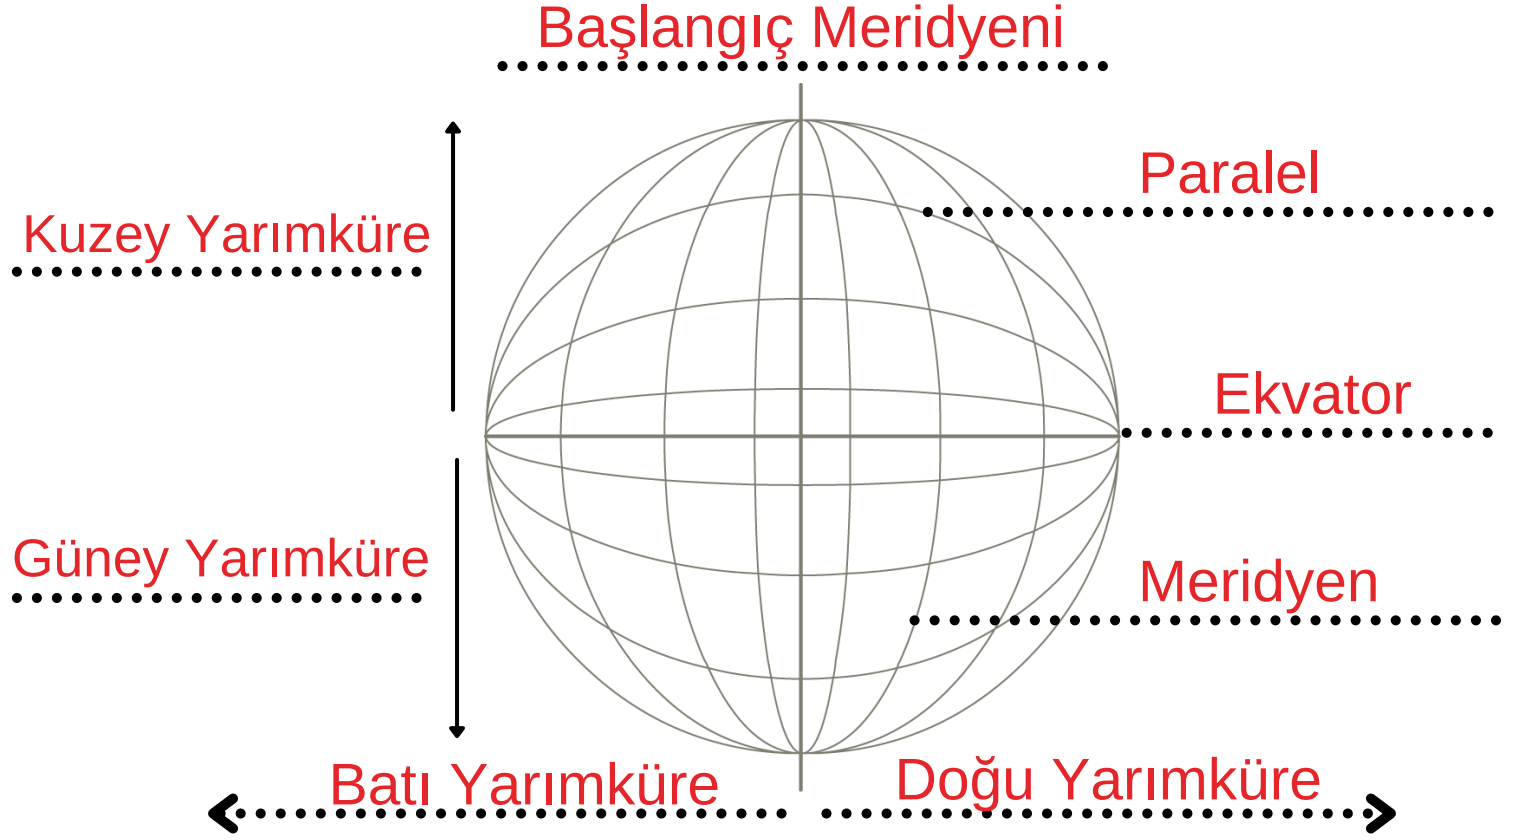 Başlangıç Meridyeni
Paralel
Kuzey Yarımküre
Ekvator
Güney Yarımküre
Meridyen
Batı Yarımküre
Doğu Yarımküre